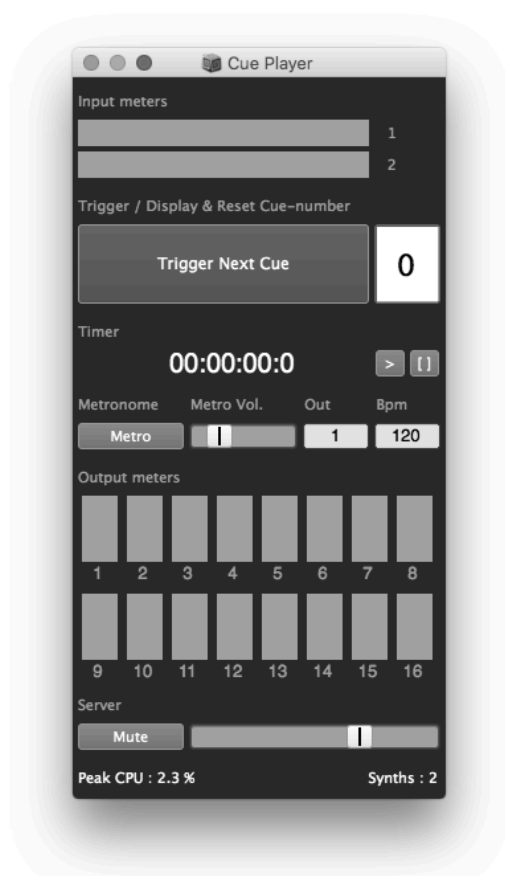 Cue Player
Input meters
1
2
Trigger / Display & Reset Cue-number
Trigger Next Cue 0
Timer
00:00:00:0 > []
Metronome Metro Vol. Out Bpm
Metro 1 120
Output meters
1 2 3 4 5 6 7 8
9 10 11 12 13 14 15 16
Server
Mute
Peak CPU : 2.3 % Synths : 2